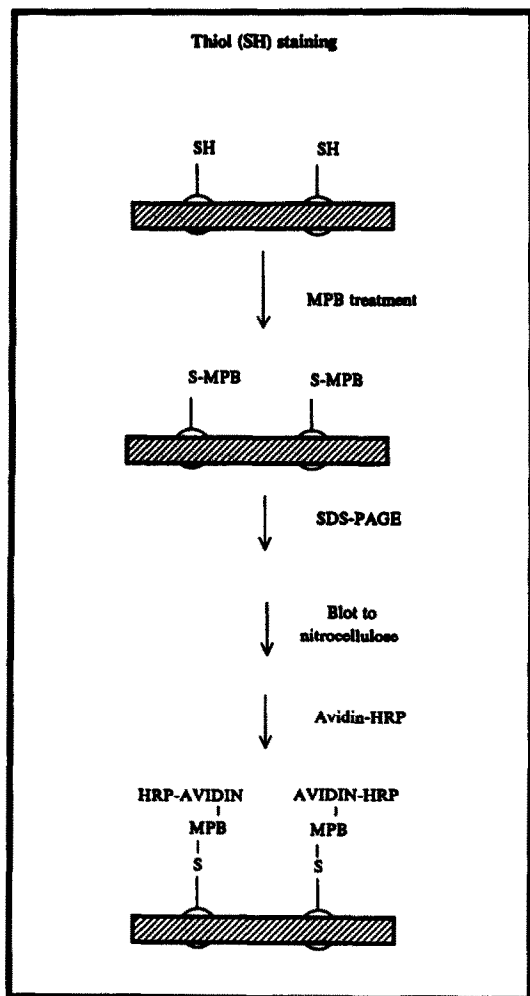 Thiol (SH) staining
SH SH
MPB treatment
S-MPB S-MPB
SDS-PAGE
Blot to
nitrocellulose
Avidin-HRP
HRP-AVIDIN AVIDIN-HRP
MPB MPB
S S